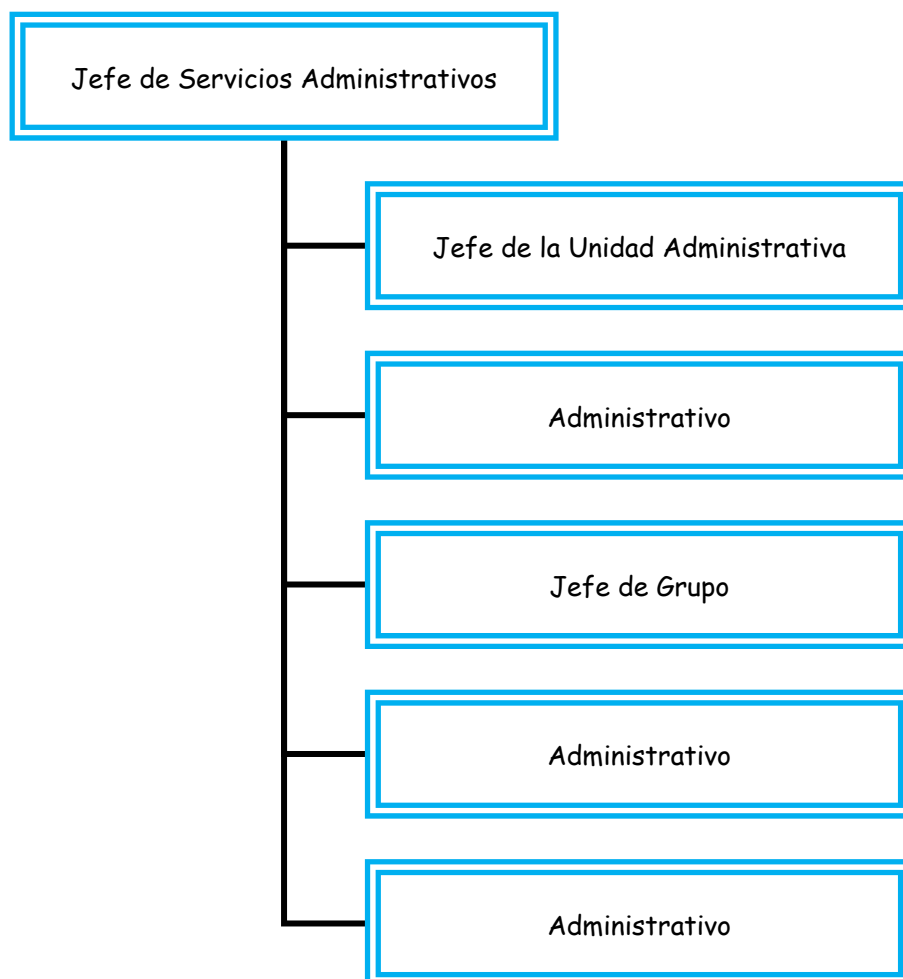 Jefe de Servicios Administrativos
Jefe de la Unidad Administrativa
Administrativo
Jefe de Grupo
Administrativo
Administrativo